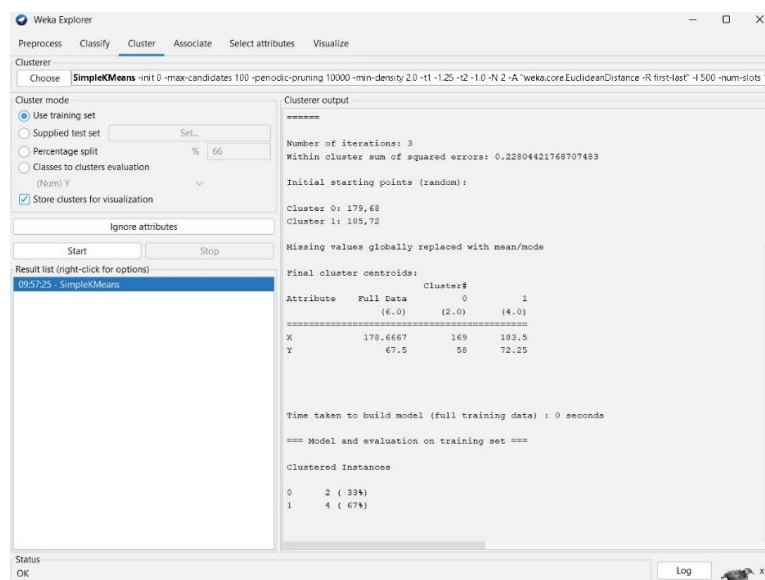 Weka Explorer
Preprocess Classify Cluster Associate Select attributes Visualize
Clusterer
Choose SimpleKMeans -init 0 -max-candidates 100 -periodic-pruning 10000 -min-density 2.0 -t1 -1.25 -t2 -1.0 -N 2 -A "weka.core.EuclideanDistance -R first-last" -I 500 -num-slots
Cluster mode
Use training set
Supplied test set Set...
Percentage split % 66
Classes to clusters evaluation
(Num) Y
Store clusters for visualization
Ignore attributes
Start Stop
Result list (right-click for options)
09:57:25 - SimpleKMeans
Clusterer output
======
Number of iterations: 3
Within cluster sum of squared errors: 0.22804421768707483
Initial starting points (random):
Cluster 0: 179,68
Cluster 1: 185,72
Missing values globally replaced with mean/mode
Final cluster centroids:
Cluster#
Attribute Full Data 0 1
(6.0) (2.0) (4.0)
============================================
X 178.6667 169 183.5
Y 67.5 58 72.25
Time taken to build model (full training data) : 0 seconds
=== Model and evaluation on training set ===
Clustered Instances
0 2 ( 33%)
1 4 ( 67%)
Status
OK
Log
x